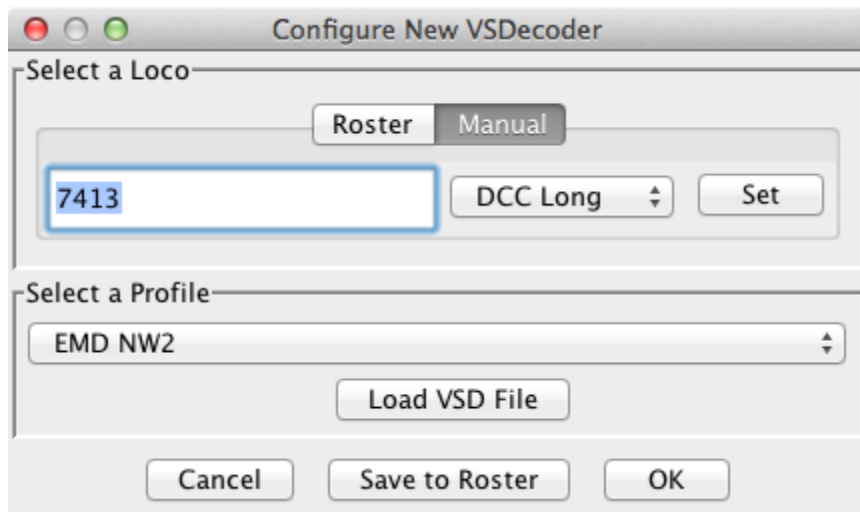 Configure New VSDecoder
Select a Loco
Roster Manual
7413 DCC Long Set
Select a Profile
EMD NW2
Load VSD File
Cancel Save to Roster OK